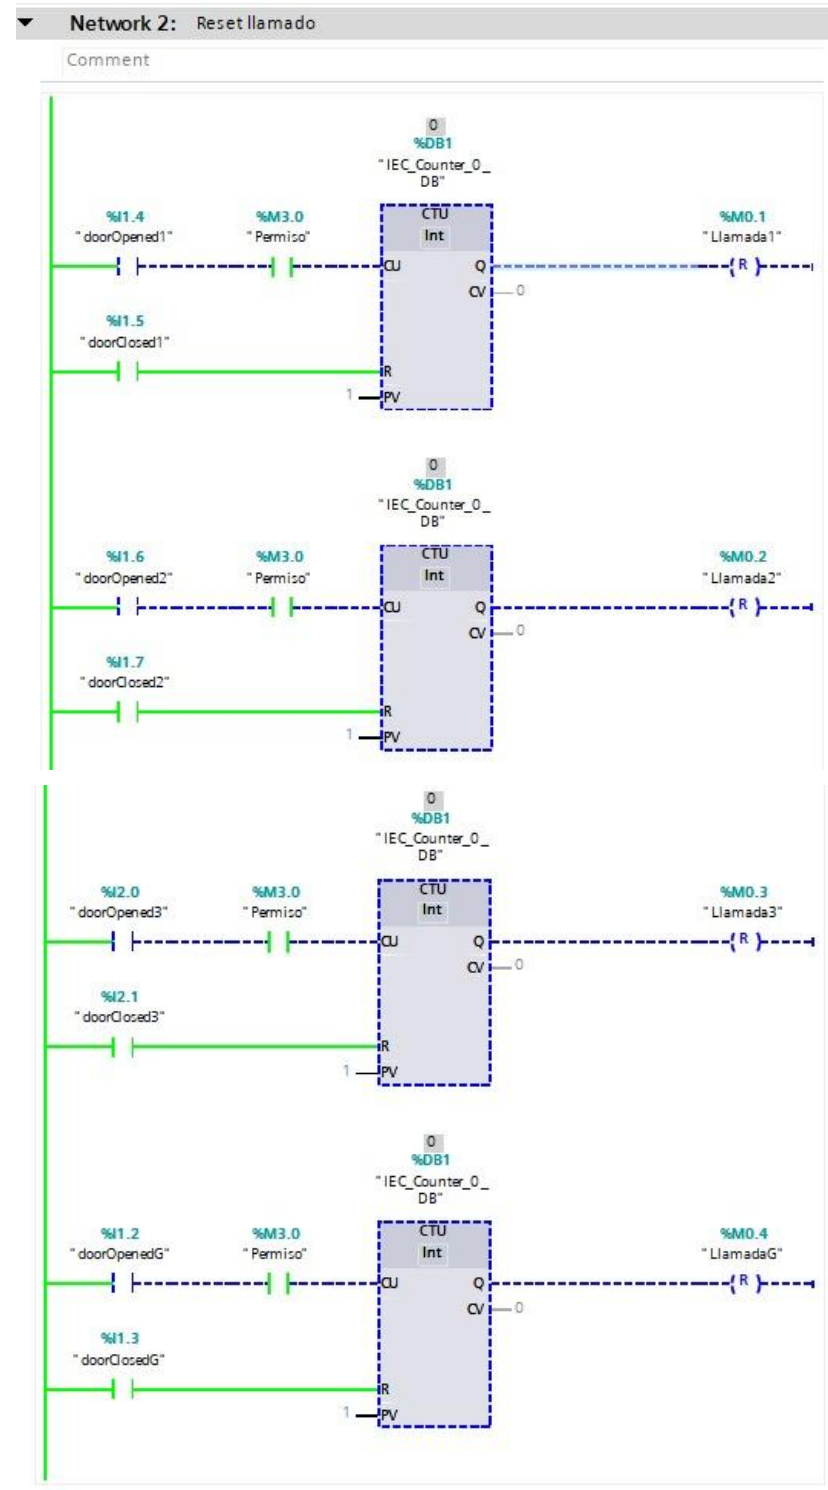 Network 2: Reset llamado
Comment
0
%DB1
"IEC_Counter_0_
DB"
%I1.4 %M3.0 CTU %M0.1
"doorOpened1" "Permiso" Int "Llamada1"
CU Q R
CV 0
%I1.5
"doorClosed1"
R
1 PV
0
%DB1
"IEC_Counter_0_
DB"
%I1.6 %M3.0 CTU %M0.2
"doorOpened2" "Permiso" Int "Llamada2"
CU Q R
CV 0
%I1.7
"doorClosed2"
R
1 PV
0
%DB1
"IEC_Counter_0_
DB"
%I2.0 %M3.0 CTU %M0.3
"doorOpened3" "Permiso" Int "Llamada3"
CU Q R
CV 0
%I2.1
"doorClosed3"
R
1 PV
0
%DB1
"IEC_Counter_0_
DB"
%I1.2 %M3.0 CTU %M0.4
"doorOpenedG" "Permiso" Int "LlamadaG"
CU Q R
CV 0
%I1.3
"doorClosedG"
R
1 PV